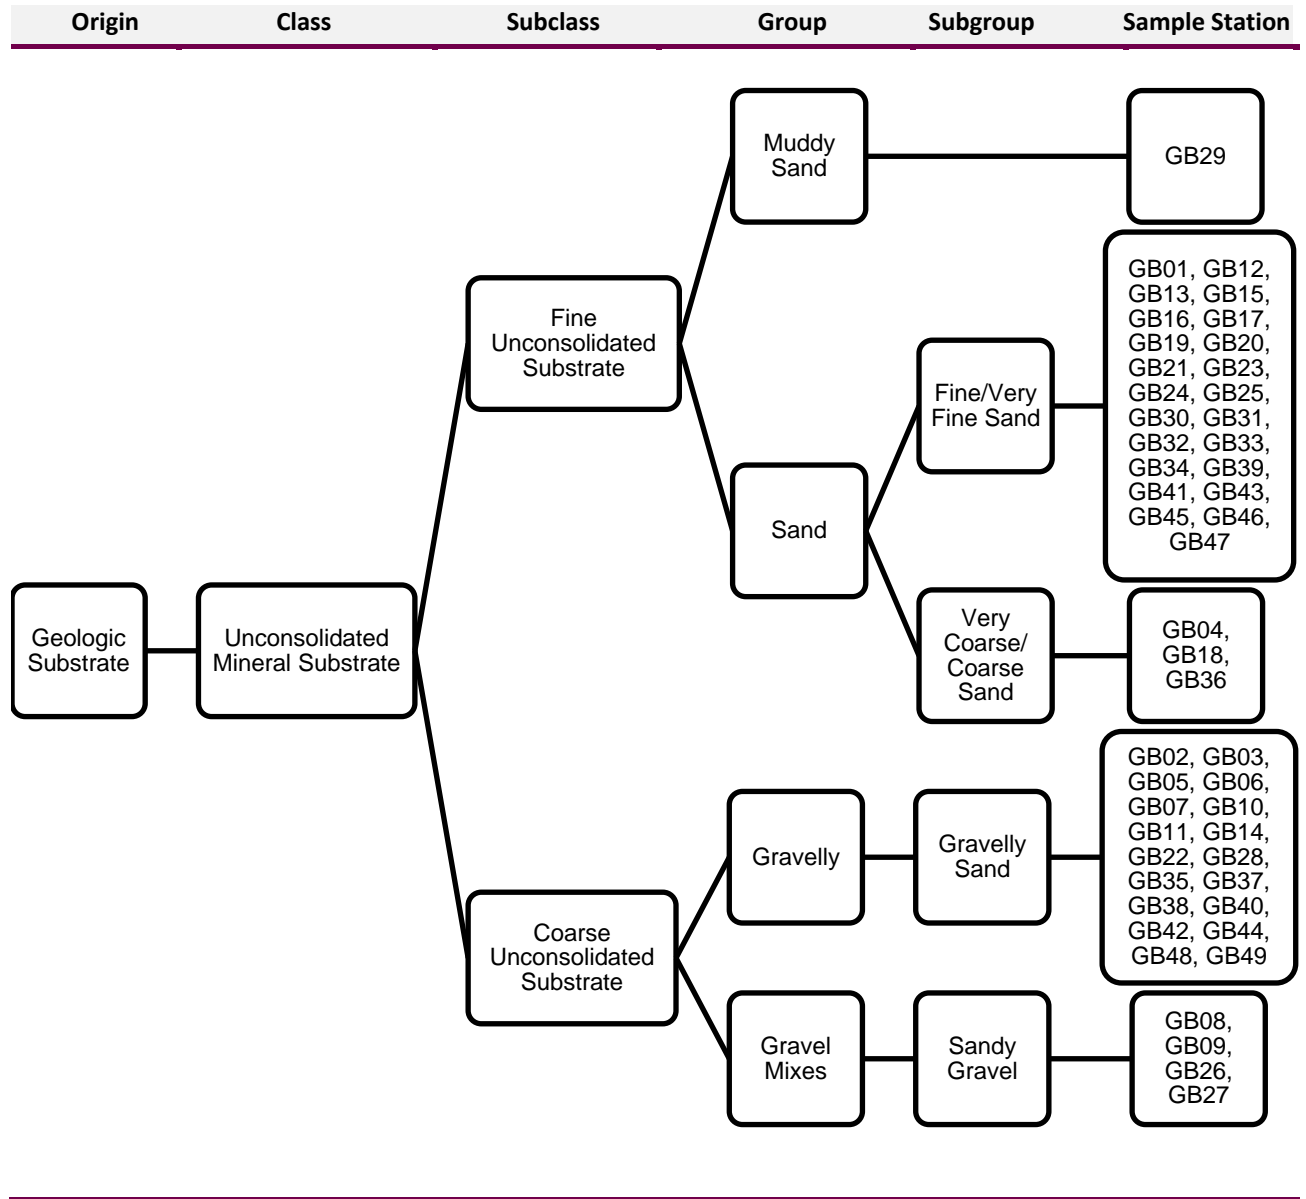 Origin Class Subclass Group Subgroup Sample Station
Muddy
Sand
GB29
Fine
Unconsolidated
Substrate
GB01, GB12,
GB13, GB15,
GB16, GB17,
GB19, GB20,
GB21, GB23,
GB24, GB25,
GB30, GB31,
GB32, GB33,
GB34, GB39,
GB41, GB43,
GB45, GB46,
GB47
Fine/Very
Fine Sand
Sand
Geologic
Substrate
Unconsolidated
Mineral Substrate
Very
Coarse/
Coarse
Sand
GB04,
GB18,
GB36
Gravelly
Gravelly
Sand
GB02, GB03,
GB05, GB06,
GB07, GB10,
GB11, GB14,
GB22, GB28,
GB35, GB37,
GB38, GB40,
GB42, GB44,
GB48, GB49
Coarse
Unconsolidated
Substrate
Gravel
Mixes
Sandy
Gravel
GB08,
GB09,
GB26,
GB27